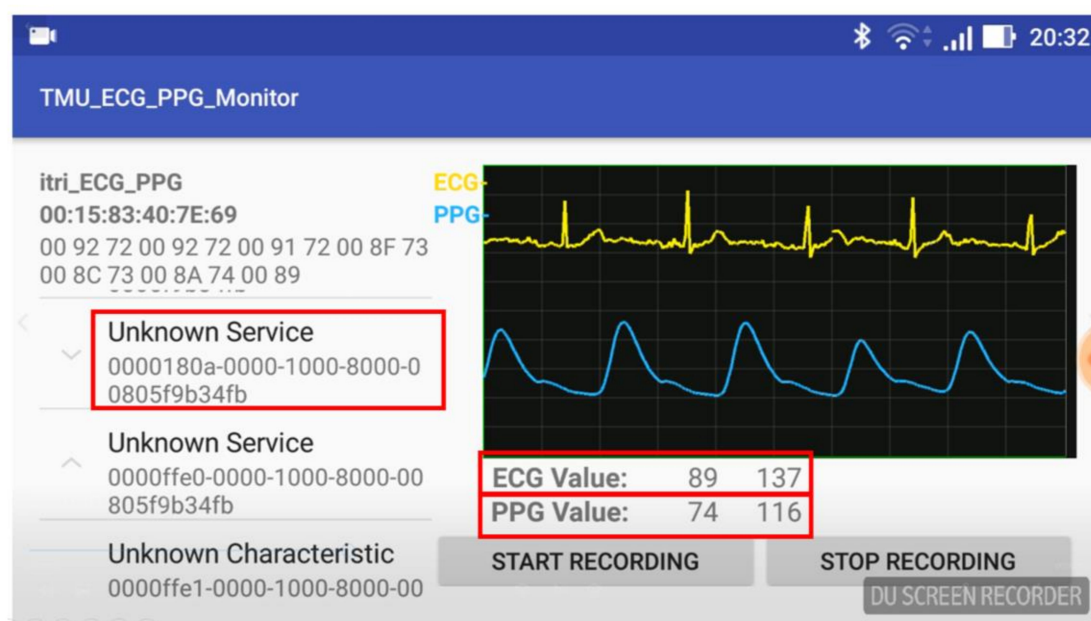 20:32
TMU_ECG_PPG_Monitor
itri_ECG_PPG
00:15:83:40:7E:69
00 92 72 00 92 72 00 91 72 00 8F 73
00 8C 73 00 8A 74 00 89
Unknown Service
0000180a-0000-1000-8000-0
0805f9b34fb
Unknown Service
0000ffe0-0000-1000-8000-00
805f9b34fb
Unknown Characteristic
0000ffe1-0000-1000-8000-00
ECG-
PPG-
ECG Value: 89 137
PPG Value: 74 116
START RECORDING STOP RECORDING
DU SCREEN RECORDER